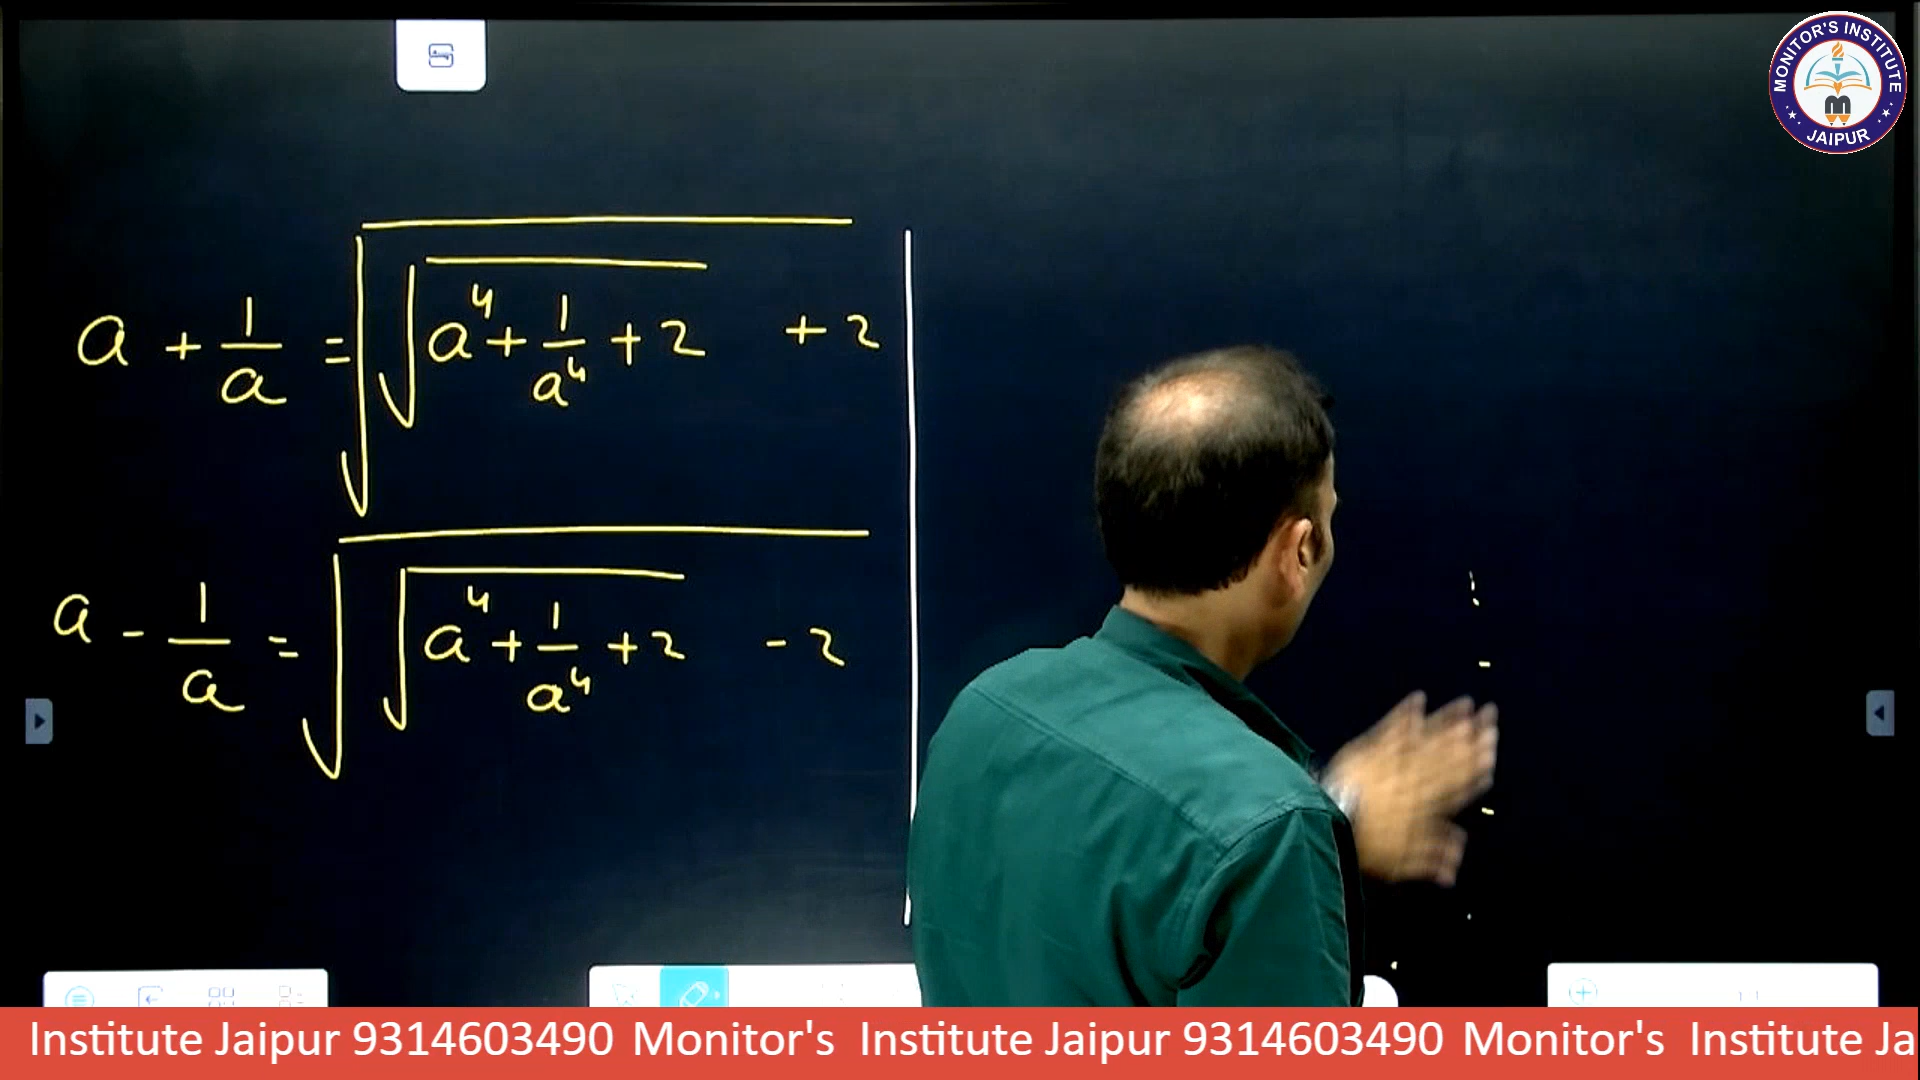 MONITOR'S INSTITUTE
JAIPUR
a + 1/a = √(√(a⁴ + 1/a⁴ + 2) + 2)
a - 1/a = √(√(a⁴ + 1/a⁴ + 2) - 2)
Institute Jaipur 9314603490 Monitor's Institute Jaipur 9314603490 Monitor's Institute Ja